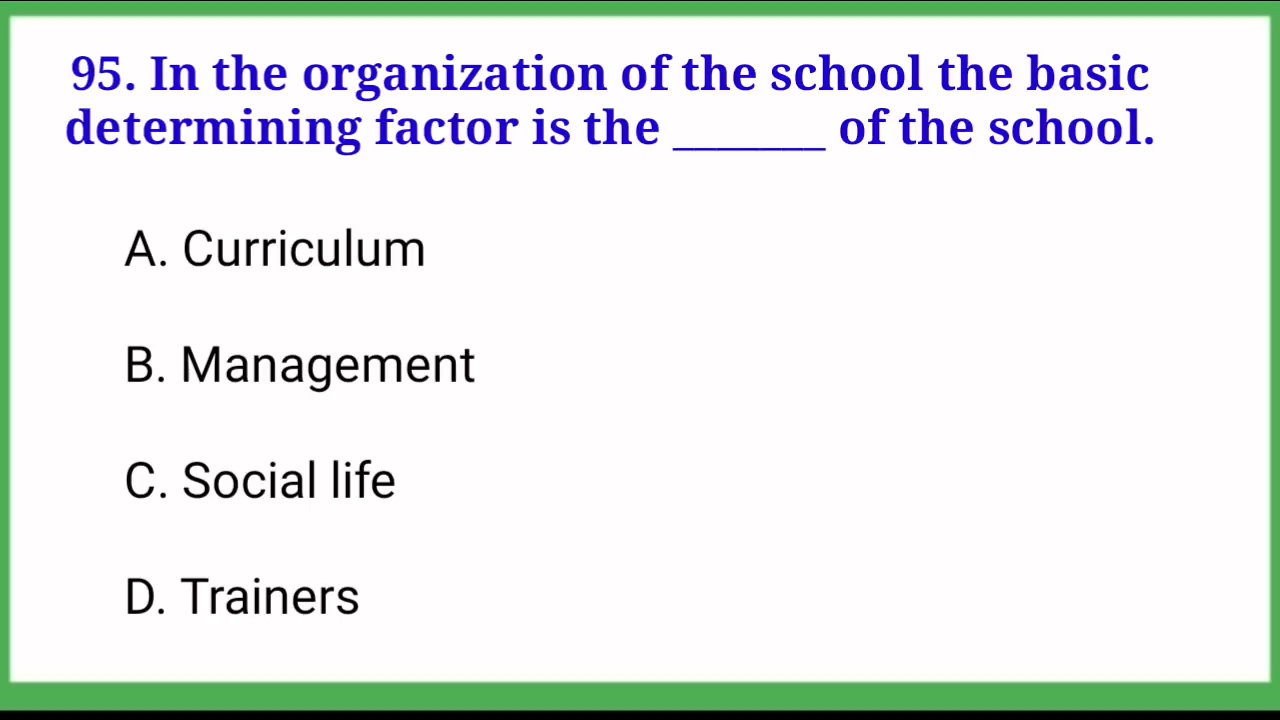 95. In the organization of the school the basic
determining factor is the _______ of the school.
A. Curriculum
B. Management
C. Social life
D. Trainers